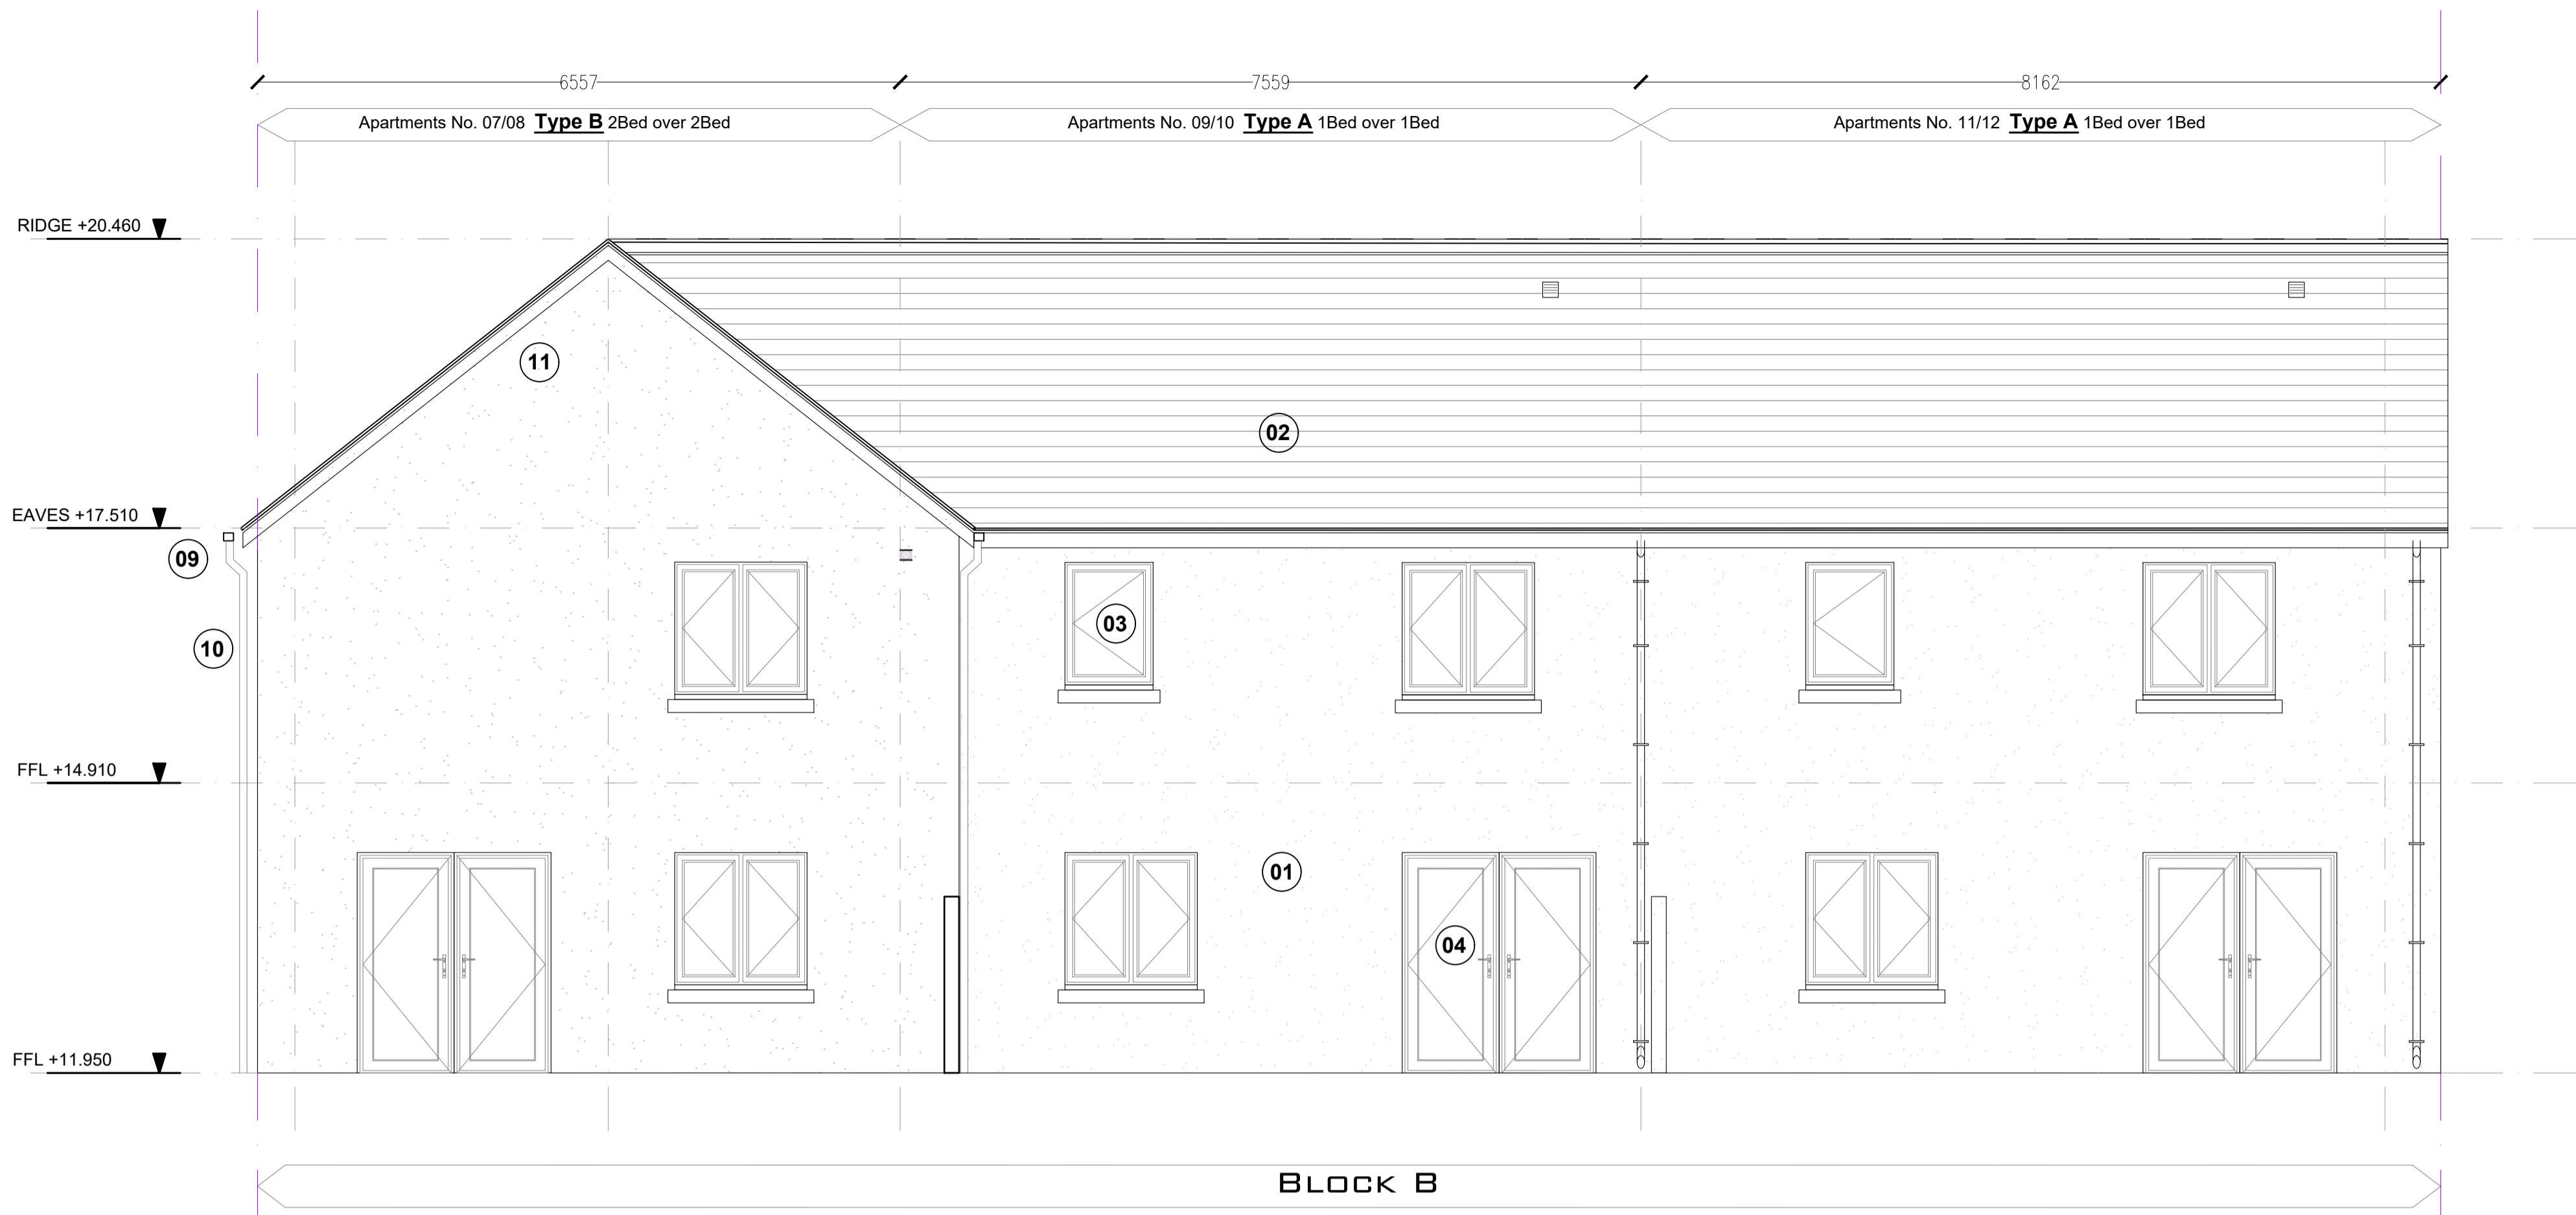 6557 7559 8162
Apartments No. 07/08 Type B 2Bed over 2Bed
Apartments No. 09/10 Type A 1Bed over 1Bed
Apartments No. 11/12 Type A 1Bed over 1Bed
RIDGE +20.460
11
02
EAVES +17.510
09
03
10
FFL +14.910
01
04
FFL +11.950
BLOCK B